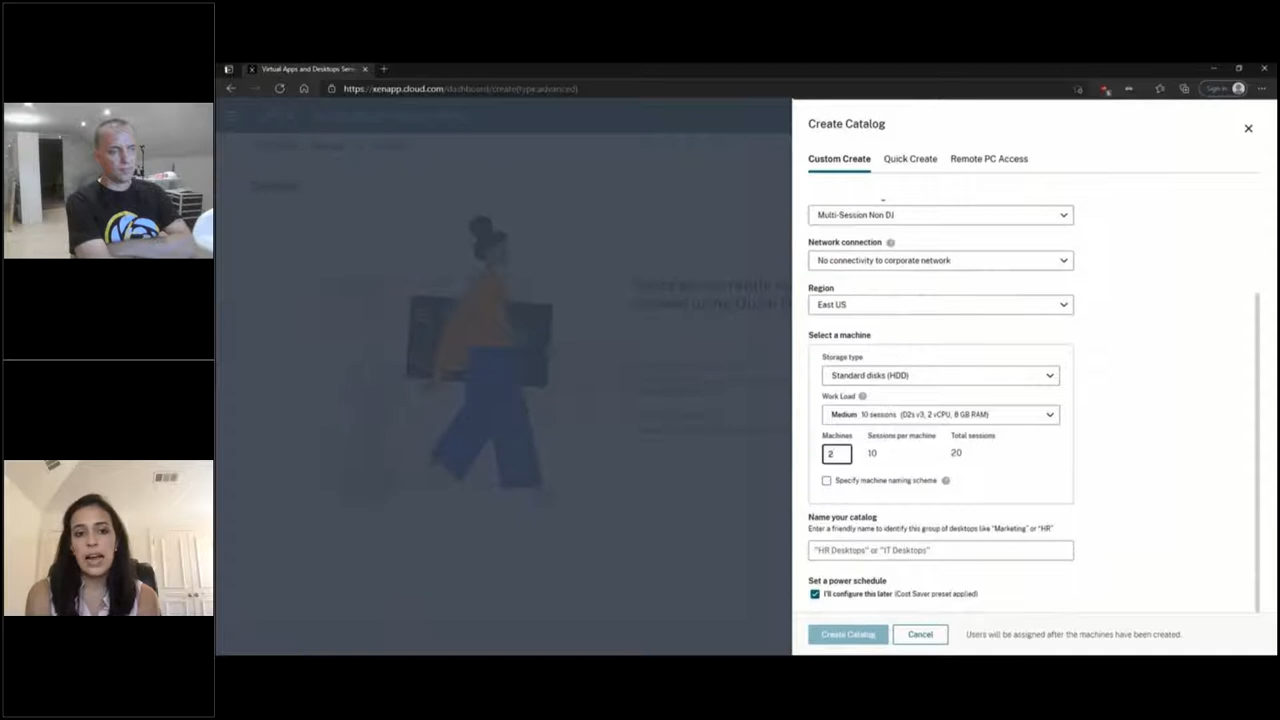 Virtual Apps and Desktops Serv
https://xenapp.cloud.com/dashboard/create(type:advanced)
Sign in
Create Catalog
Custom Create
Quick Create
Remote PC Access
Multi-Session Non DJ
Network connection
No connectivity to corporate network
Region
East US
Select a machine
Storage type
Standard disks (HDD)
Work Load
Medium 10 sessions (D2s v3, 2 vCPU, 8 GB RAM)
Machines Sessions per machine Total sessions
2 10 20
Specify machine naming scheme
Name your catalog
Enter a friendly name to identify this group of desktops like "Marketing" or "HR"
"HR Desktops" or "IT Desktops"
Set a power schedule
I'll configure this later (Cost Saver preset applied)
Create Catalog Cancel Users will be assigned after the machines have been created.